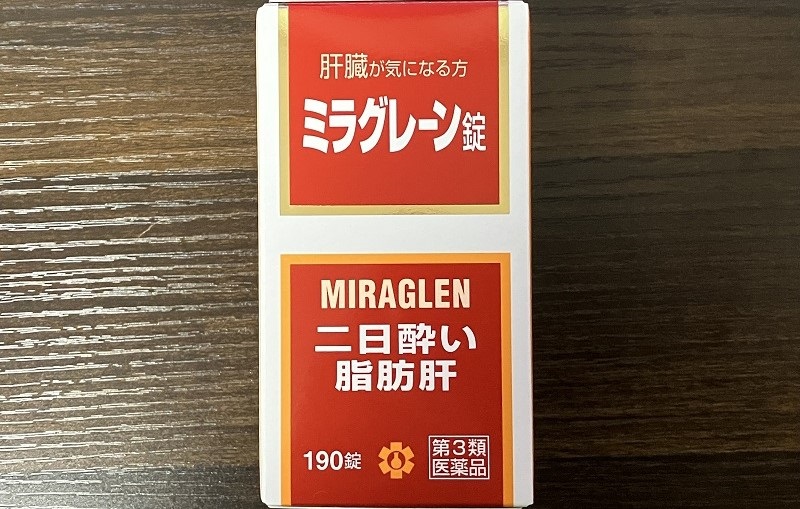 肝臓が気になる方
ミラグレーン錠
MIRAGLEN
二日酔い
脂肪肝
190錠
第3類
医薬品